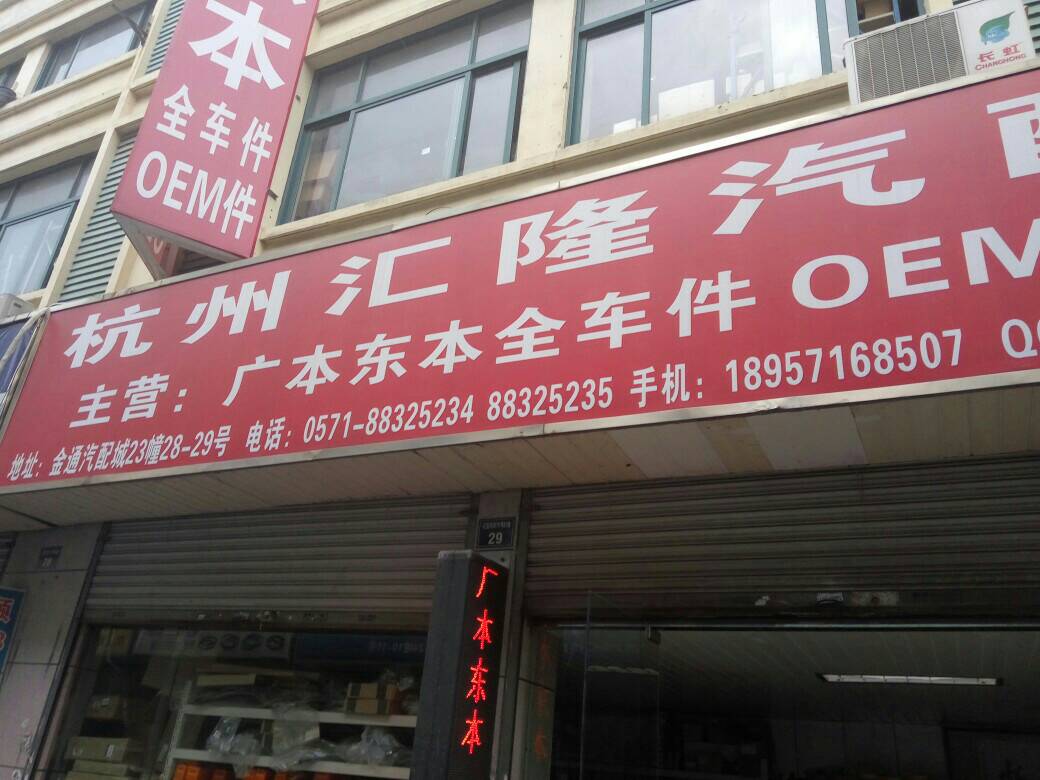 本
全车件
OEM件
长虹
CHANGHONG
杭州汇隆汽
主营：广本东本全车件 OEM
地址：金通汽配城23幢28-29号 电话：0571-88325234 88325235 手机：18957168507 Q
29
28
广本东本